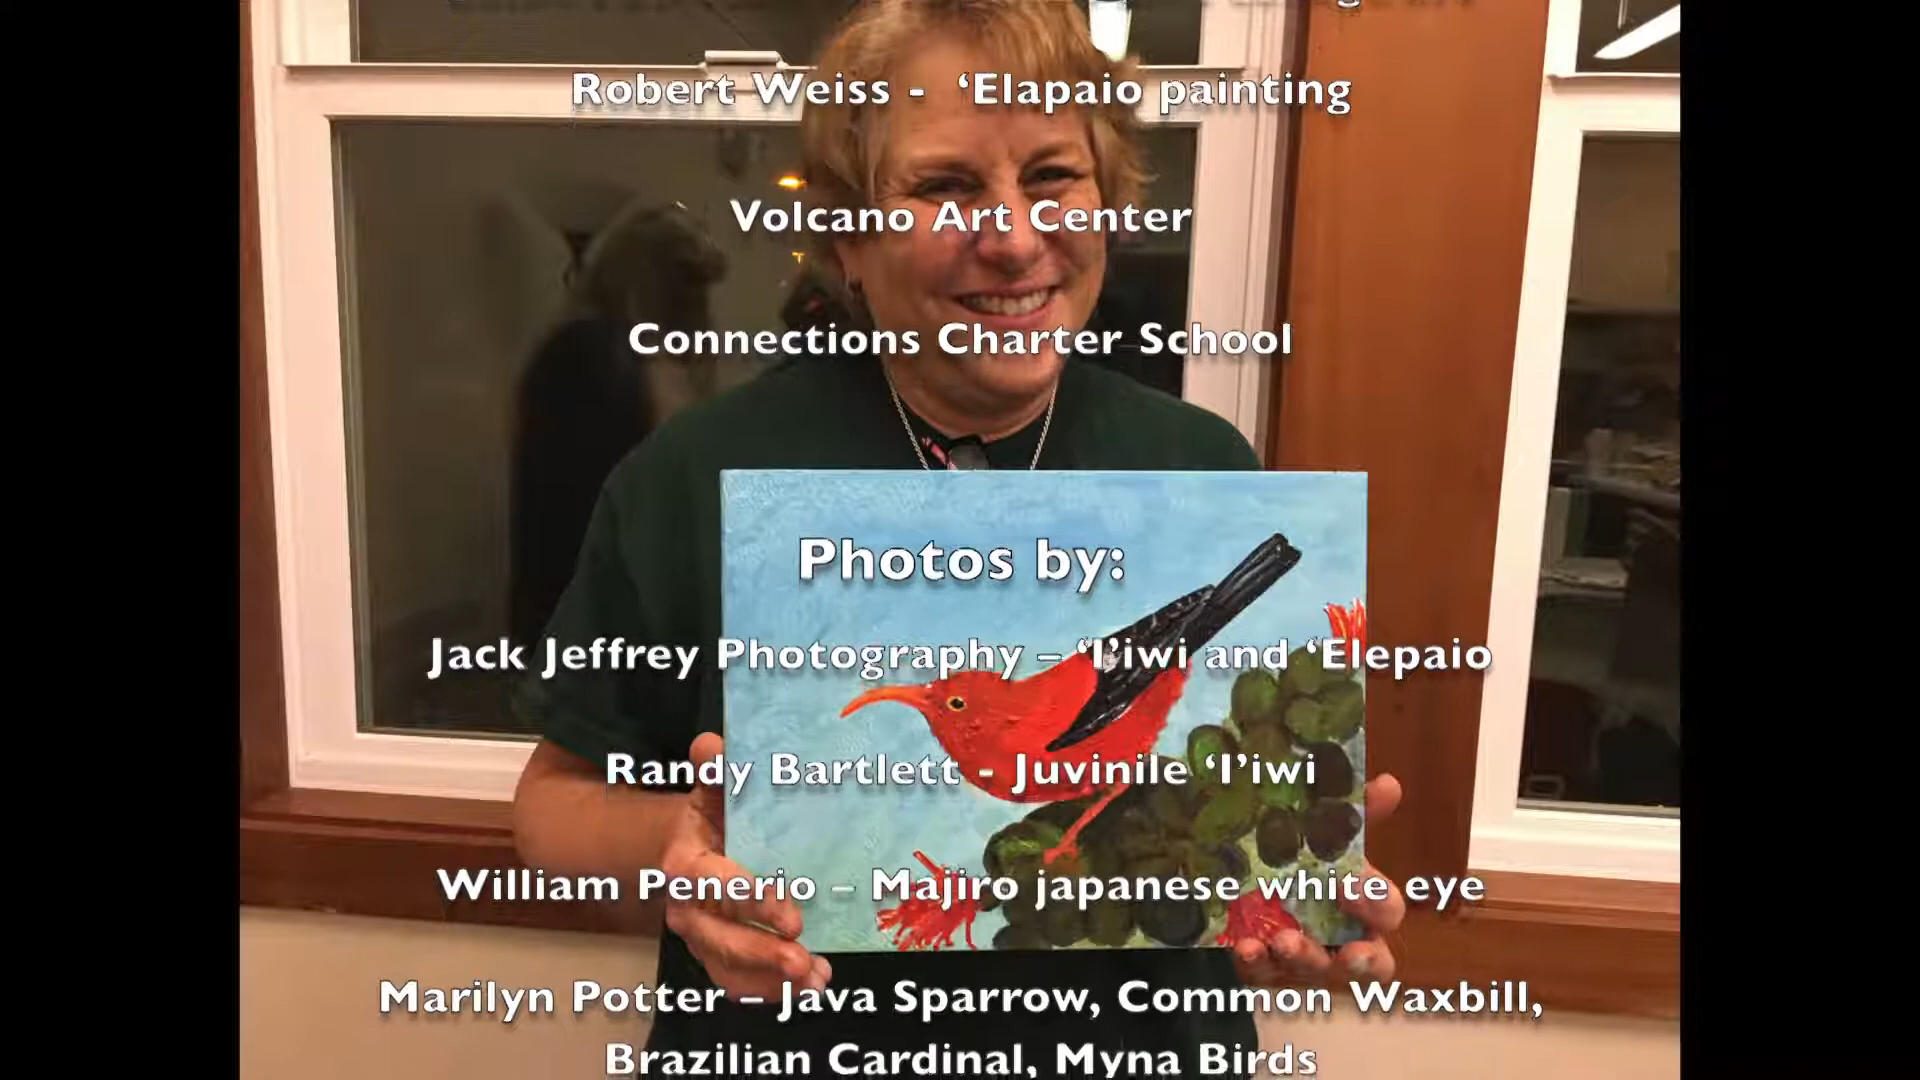 Robert Weiss - ‘Elapaio painting
Volcano Art Center
Connections Charter School
Photos by:
Jack Jeffrey Photography – ‘I’iwi and ‘Elepaio
Randy Bartlett - Juvinile ‘I’iwi
William Penerio – Majiro japanese white eye
Marilyn Potter – Java Sparrow, Common Waxbill,
Brazilian Cardinal, Myna Birds